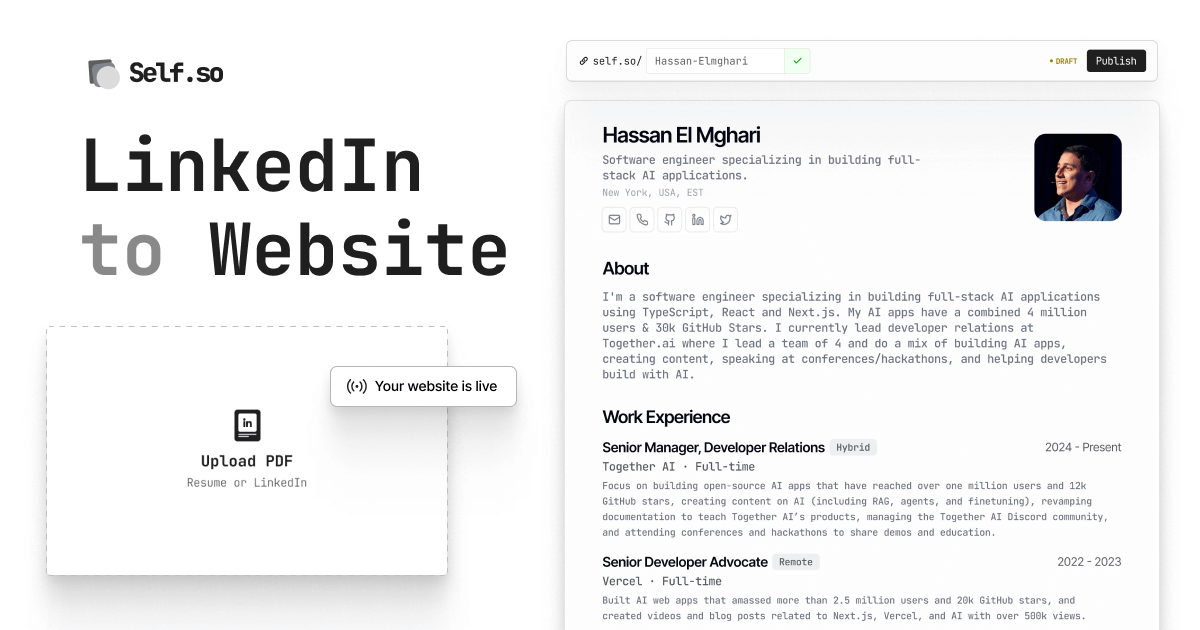 Self.so
LinkedIn
to Website
in
Upload PDF
Resume or LinkedIn
Your website is live
self.so/ Hassan-Elmghari
DRAFT
Publish
Hassan El Mghari
Software engineer specializing in building full-
stack AI applications.
New York, USA, EST
in
About
I'm a software engineer specializing in building full-stack AI applications
using TypeScript, React and Next.js. My AI apps have a combined 4 million
users & 30k GitHub Stars. I currently lead developer relations at
Together.ai where I lead a team of 4 and do a mix of building AI apps,
creating content, speaking at conferences/hackathons, and helping developers
build with AI.
Work Experience
Senior Manager, Developer Relations Hybrid 2024 - Present
Together AI · Full-time
Focus on building open-source AI apps that have reached over one million users and 12k
GitHub stars, creating content on AI (including RAG, agents, and finetuning), revamping
documentation to teach Together AI’s products, managing the Together AI Discord community,
and attending conferences and hackathons to share demos and education.
Senior Developer Advocate Remote 2022 - 2023
Vercel · Full-time
Built AI web apps that amassed more than 2.5 million users and 20k GitHub stars, and
created videos and blog posts related to Next.js, Vercel, and AI with over 500k views.